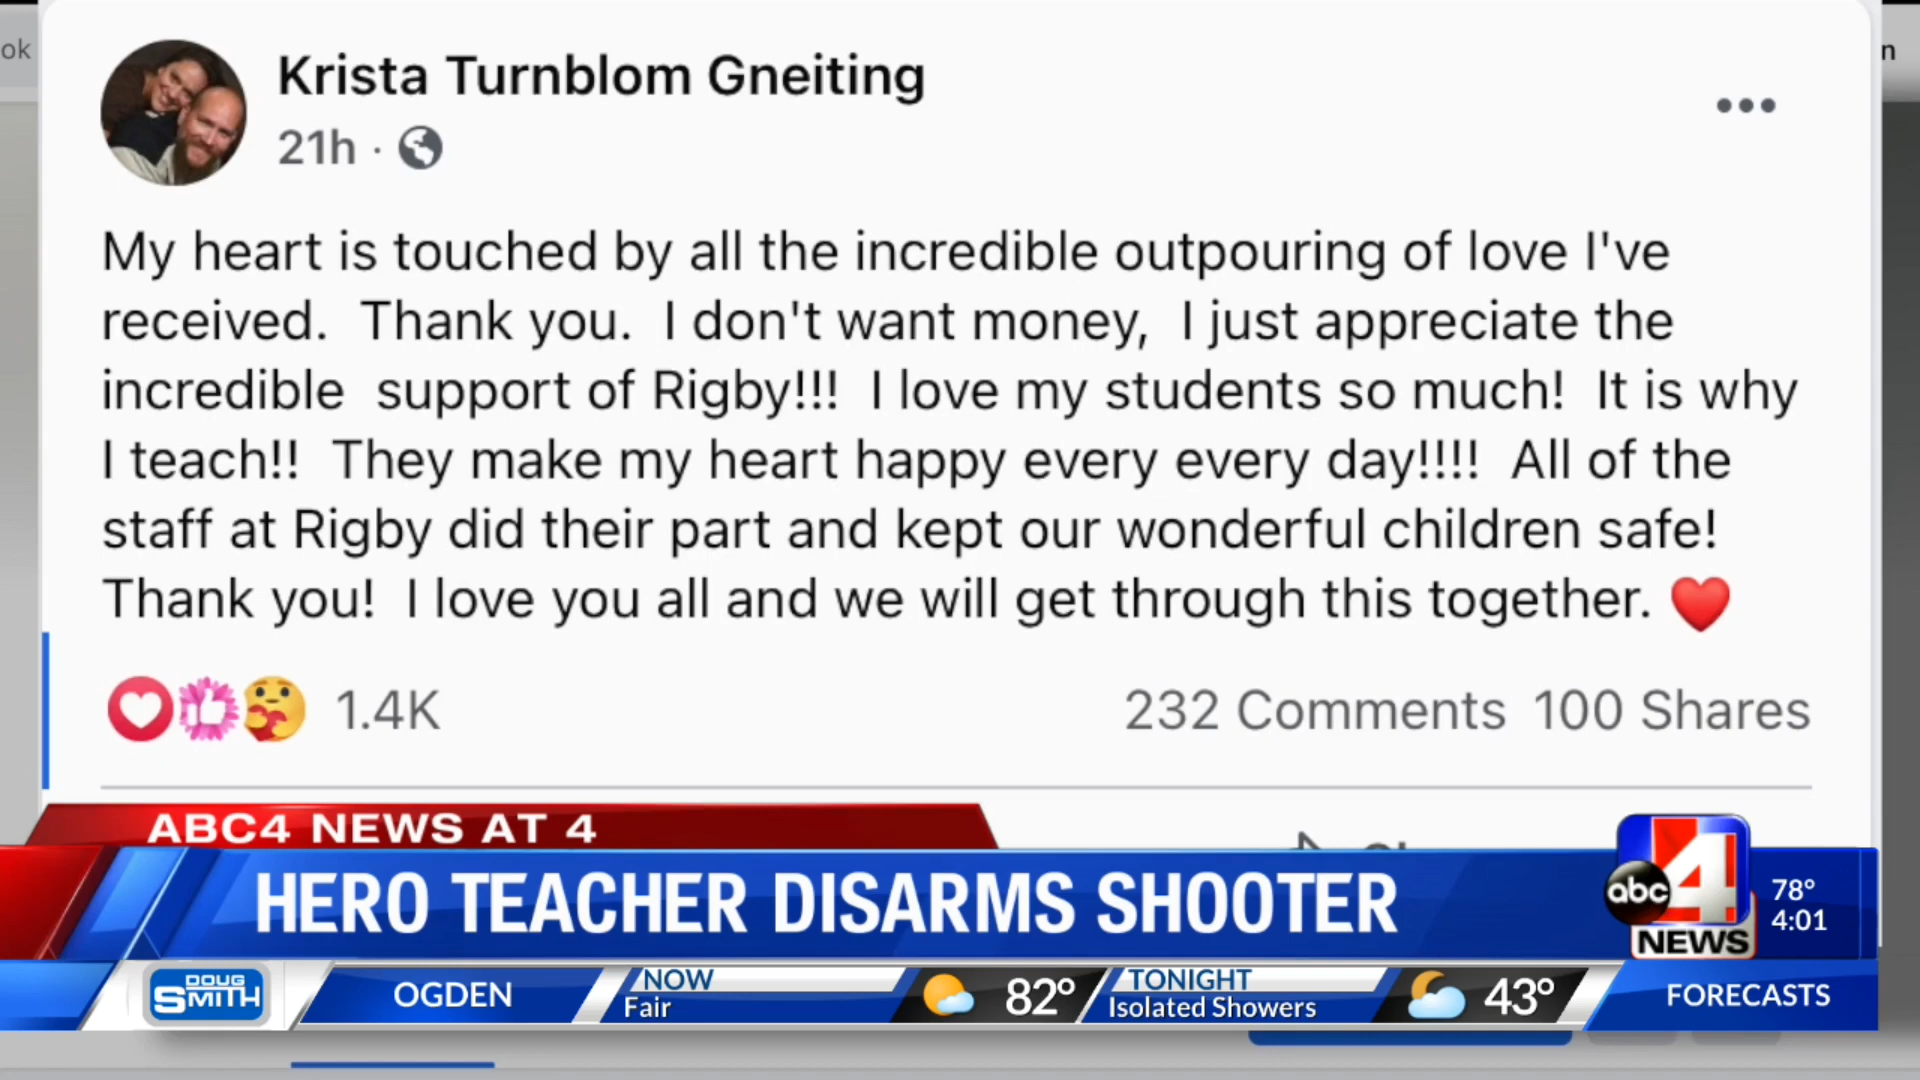 ok
n
Krista Turnblom Gneiting
21h ·
My heart is touched by all the incredible outpouring of love I've
received. Thank you. I don't want money, I just appreciate the
incredible support of Rigby!!! I love my students so much! It is why
I teach!! They make my heart happy every every day!!!! All of the
staff at Rigby did their part and kept our wonderful children safe!
Thank you! I love you all and we will get through this together. ❤️
1.4K
232 Comments 100 Shares
ABC4 NEWS AT 4
HERO TEACHER DISARMS SHOOTER
abc 4
NEWS
78°
4:01
DOUG
SMITH
OGDEN
NOW
Fair
82°
TONIGHT
Isolated Showers
43°
FORECASTS